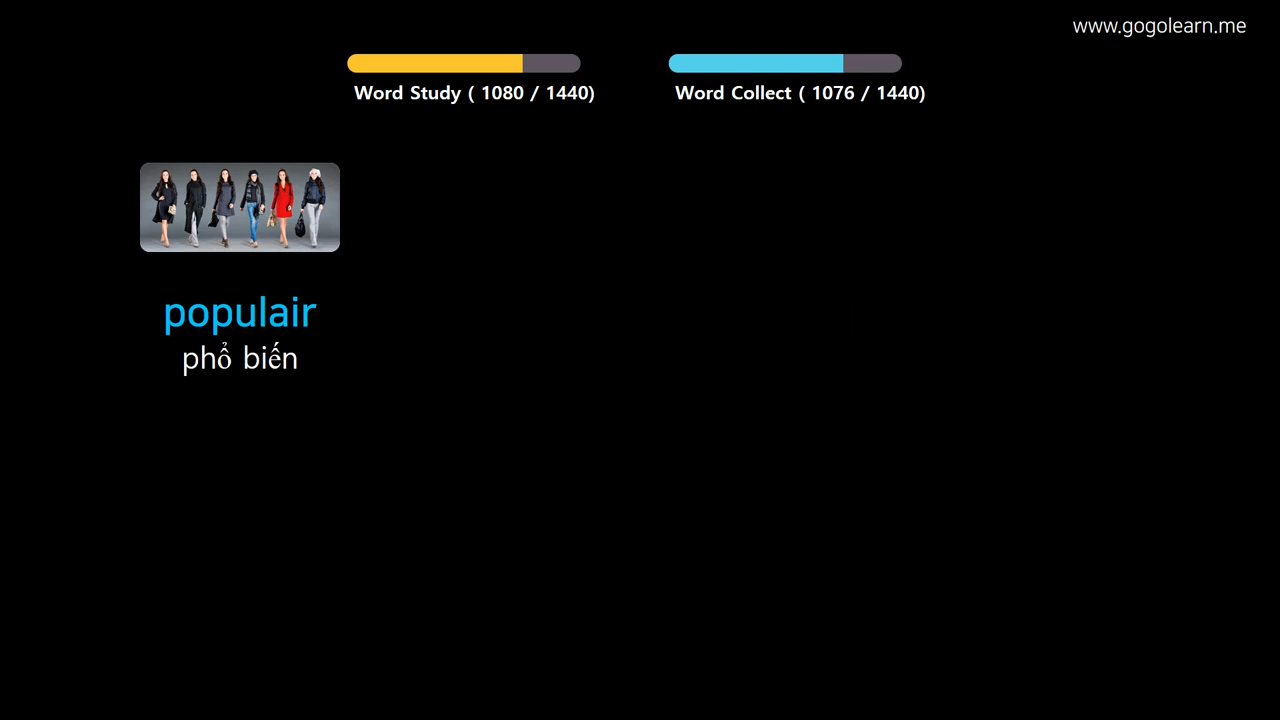 www.gogolearn.me
Word Study ( 1080 / 1440)
Word Collect ( 1076 / 1440)
populair
phổ biến